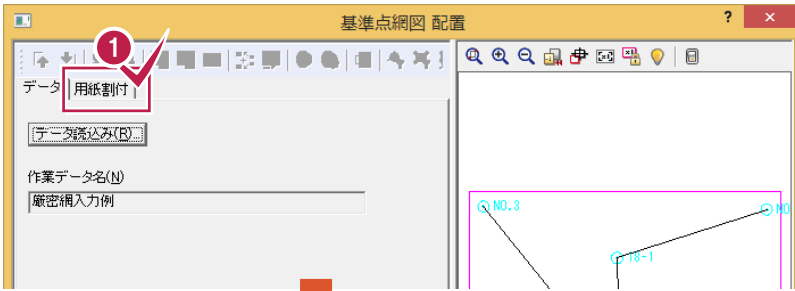 基準点網図 配置
?
×
1
データ
用紙割付
データ読込み(R)...
作業データ名(N)
厳密網入力例
NO.3
NO
T8-1